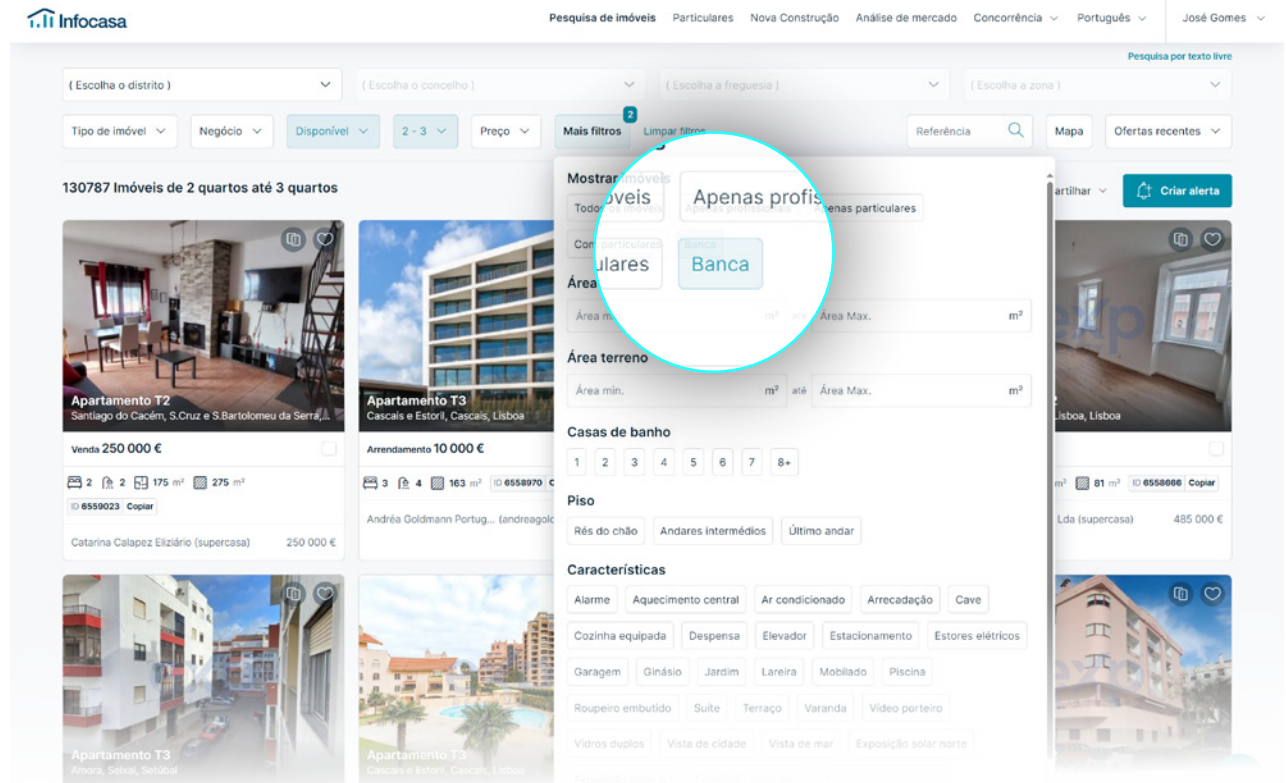 Infocasa
Pesquisa de imóveis Particulares Nova Construção Análise de mercado Concorrência Português José Gomes
Pesquisa por texto livre
( Escolha o distrito ) ( Escolha o concelho ) ( Escolha a freguesia ) ( Escolha a zona )
Tipo de imóvel Negócio Disponível 2 - 3 Preço Mais filtros 2 Limpar filtros Referência Mapa Ofertas recentes
130787 Imóveis de 2 quartos até 3 quartos
artilhar Criar alerta
Mostrar imóveis
Todos os imóveis Apenas profissionais Apenas particulares
Com particulares Banca
óveis Apenas profis
ulares Banca
Área
Área min. m² até Área Max. m²
Área terreno
Área min. m² até Área Max. m²
Casas de banho
1 2 3 4 5 6 7 8+
Piso
Rés do chão Andares intermédios Último andar
Características
Alarme Aquecimento central Ar condicionado Arrecadação Cave
Cozinha equipada Despensa Elevador Estacionamento Estores elétricos
Garagem Ginásio Jardim Lareira Mobilado Piscina
Roupeiro embutido Suite Terraço Varanda Vídeo porteiro
Vidros duplos Vista de cidade Vista de mar Exposição solar norte
Apartamento T2
Santiago do Cacém, S.Cruz e S.Bartolomeu da Serra,...
Venda 250 000 €
2 2 175 m² 275 m²
ID 6559023 Copiar
Catarina Calapez Eliziário (supercasa) 250 000 €
Apartamento T3
Cascais e Estoril, Cascais, Lisboa
Arrendamento 10 000 €
3 4 163 m² ID 6558970 C
Andréa Goldmann Portug... (andreagolc
exp
Lisboa, Lisboa
m² 81 m² ID 6558666 Copiar
Lda (supercasa) 485 000 €
Apartamento T3
Amora, Seixal, Setúbal
Apartamento T3
Cascais e Estoril, Cascais, Lisboa
exp